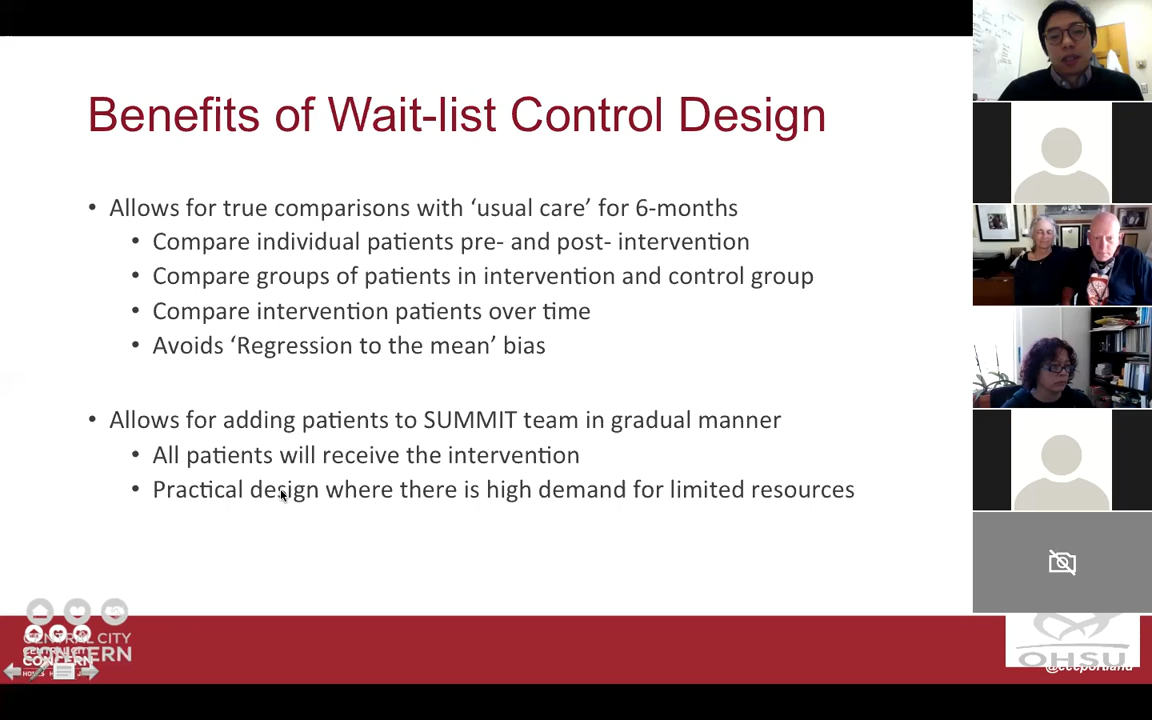 Benefits of Wait-list Control Design
• Allows for true comparisons with ‘usual care’ for 6-months
• Compare individual patients pre- and post- intervention
• Compare groups of patients in intervention and control group
• Compare intervention patients over time
• Avoids ‘Regression to the mean’ bias
• Allows for adding patients to SUMMIT team in gradual manner
• All patients will receive the intervention
• Practical design where there is high demand for limited resources
CENTRAL CITY
CONCERN
OHSU
@cccportland